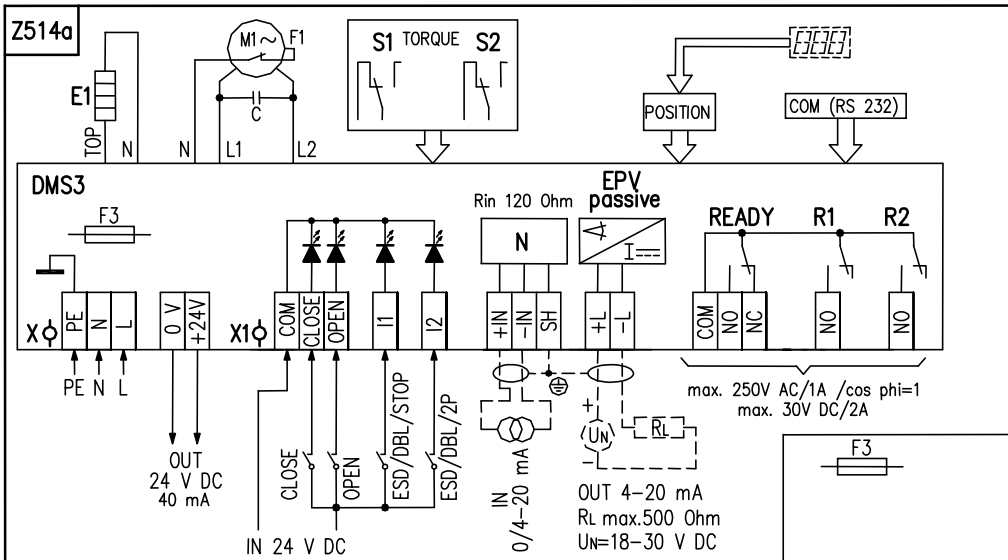 Z514a
M1~
F1
S1 TORQUE S2
E1
C
POSITION
COM (RS 232)
TOP
N
N
L1
L2
DMS3
F3
Rin 120 Ohm
EPV
passive
READY
R1
R2
N
I
X
PE
N
L
0 V
+24V
X1
COM
CLOSE
OPEN
I1
I2
+IN
-IN
SH
+L
-L
COM
NO
NC
NO
NO
PE N L
OUT
24 V DC
40 mA
CLOSE
OPEN
ESD/DBL/STOP
ESD/DBL/2P
IN 24 V DC
IN
0/4-20 mA
+
UN
-
RL
OUT 4-20 mA
RL max.500 Ohm
UN=18-30 V DC
max. 250V AC/1A /cos phi=1
max. 30V DC/2A
F3